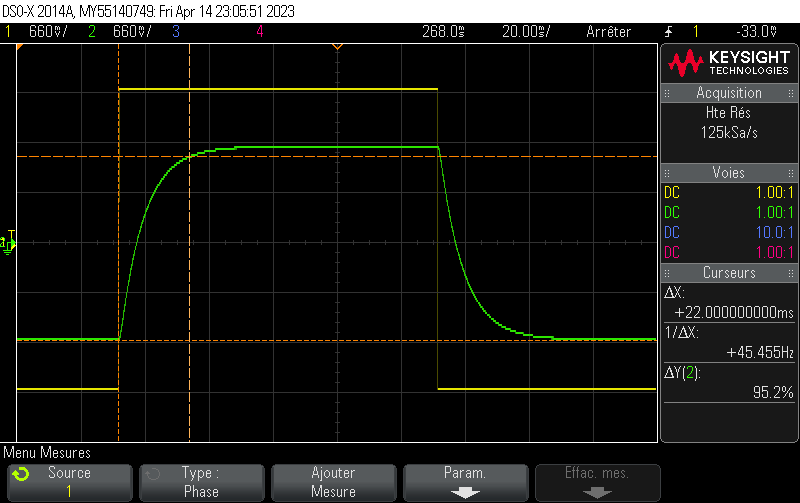 DSO-X 2014A, MY55140749: Fri Apr 14 23:05:51 2023
1 660♥/ 2 660♥/ 3 4 268.0s 20.00s/ Arrêter 1 -33.0♥
KEYSIGHT
TECHNOLOGIES
Acquisition
Hte Rés
125kSa/s
Voies
DC 1.00:1
DC 1.00:1
DC 10.0:1
DC 1.00:1
Curseurs
ΔX:
+22.000000000ms
1/ΔX:
+45.455Hz
ΔY(2):
95.2%
T
Menu Mesures
Source
1
Type :
Phase
Ajouter
Mesure
Param.
Effac. mes.